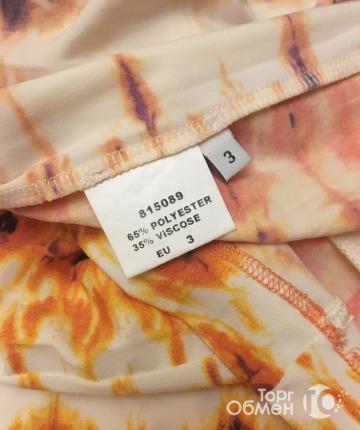 815089
65% POLYESTER
35% VISCOSE
EU 3
3
Торг
Обмен